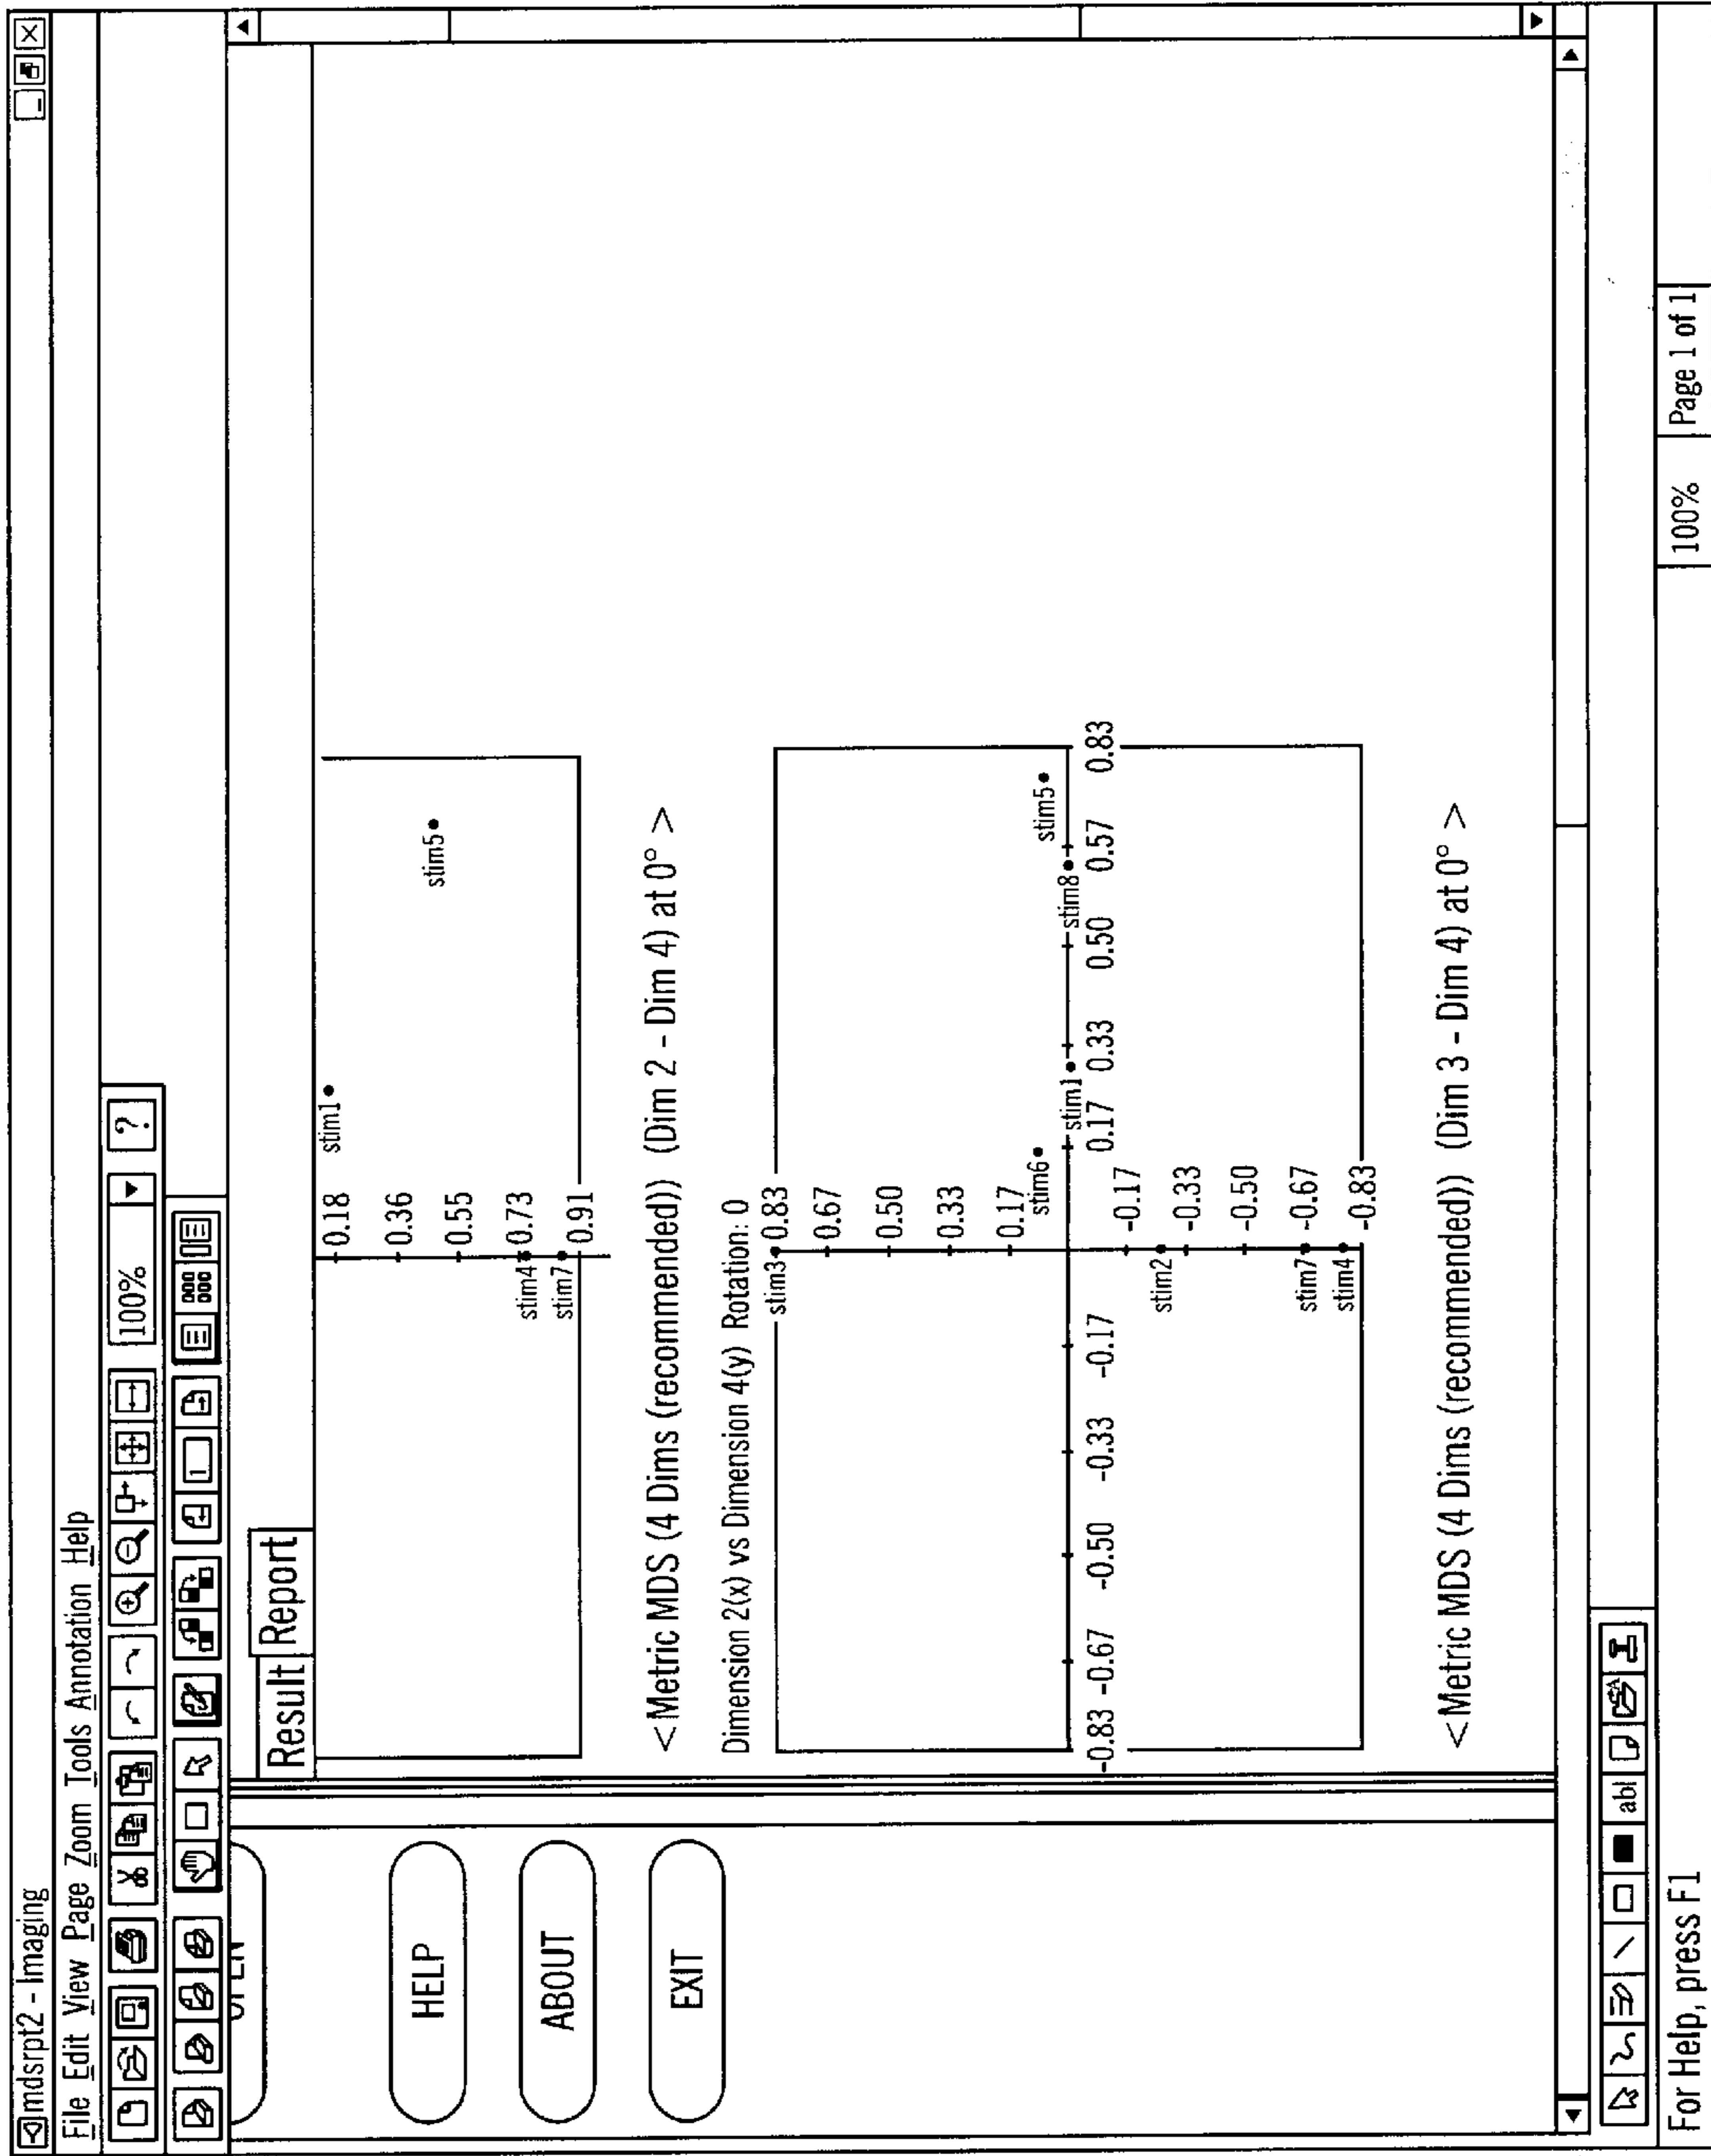 mdsrpt2 - Imaging
File Edit View Page Zoom Tools Annotation Help
100%
?
1
Result Report
HELP
ABOUT
EXIT
stim1
0.18
0.36
stim5
0.55
stim4 0.73
stim7 0.91
<Metric MDS (4 Dims (recommended)) (Dim 2 - Dim 4) at 0° >
Dimension 2(x) vs Dimension 4(y) Rotation: 0
stim3 0.83
0.67
0.50
0.33
0.17
stim6 stim5
stim1 stim8
-0.83 -0.67 -0.50 -0.33 -0.17 0.17 0.33 0.50 0.57 0.83
-0.17
stim2 -0.33
-0.50
stim7 -0.67
stim4 -0.83
<Metric MDS (4 Dims (recommended)) (Dim 3 - Dim 4) at 0° >
abl
For Help, press F1 100% Page 1 of 1